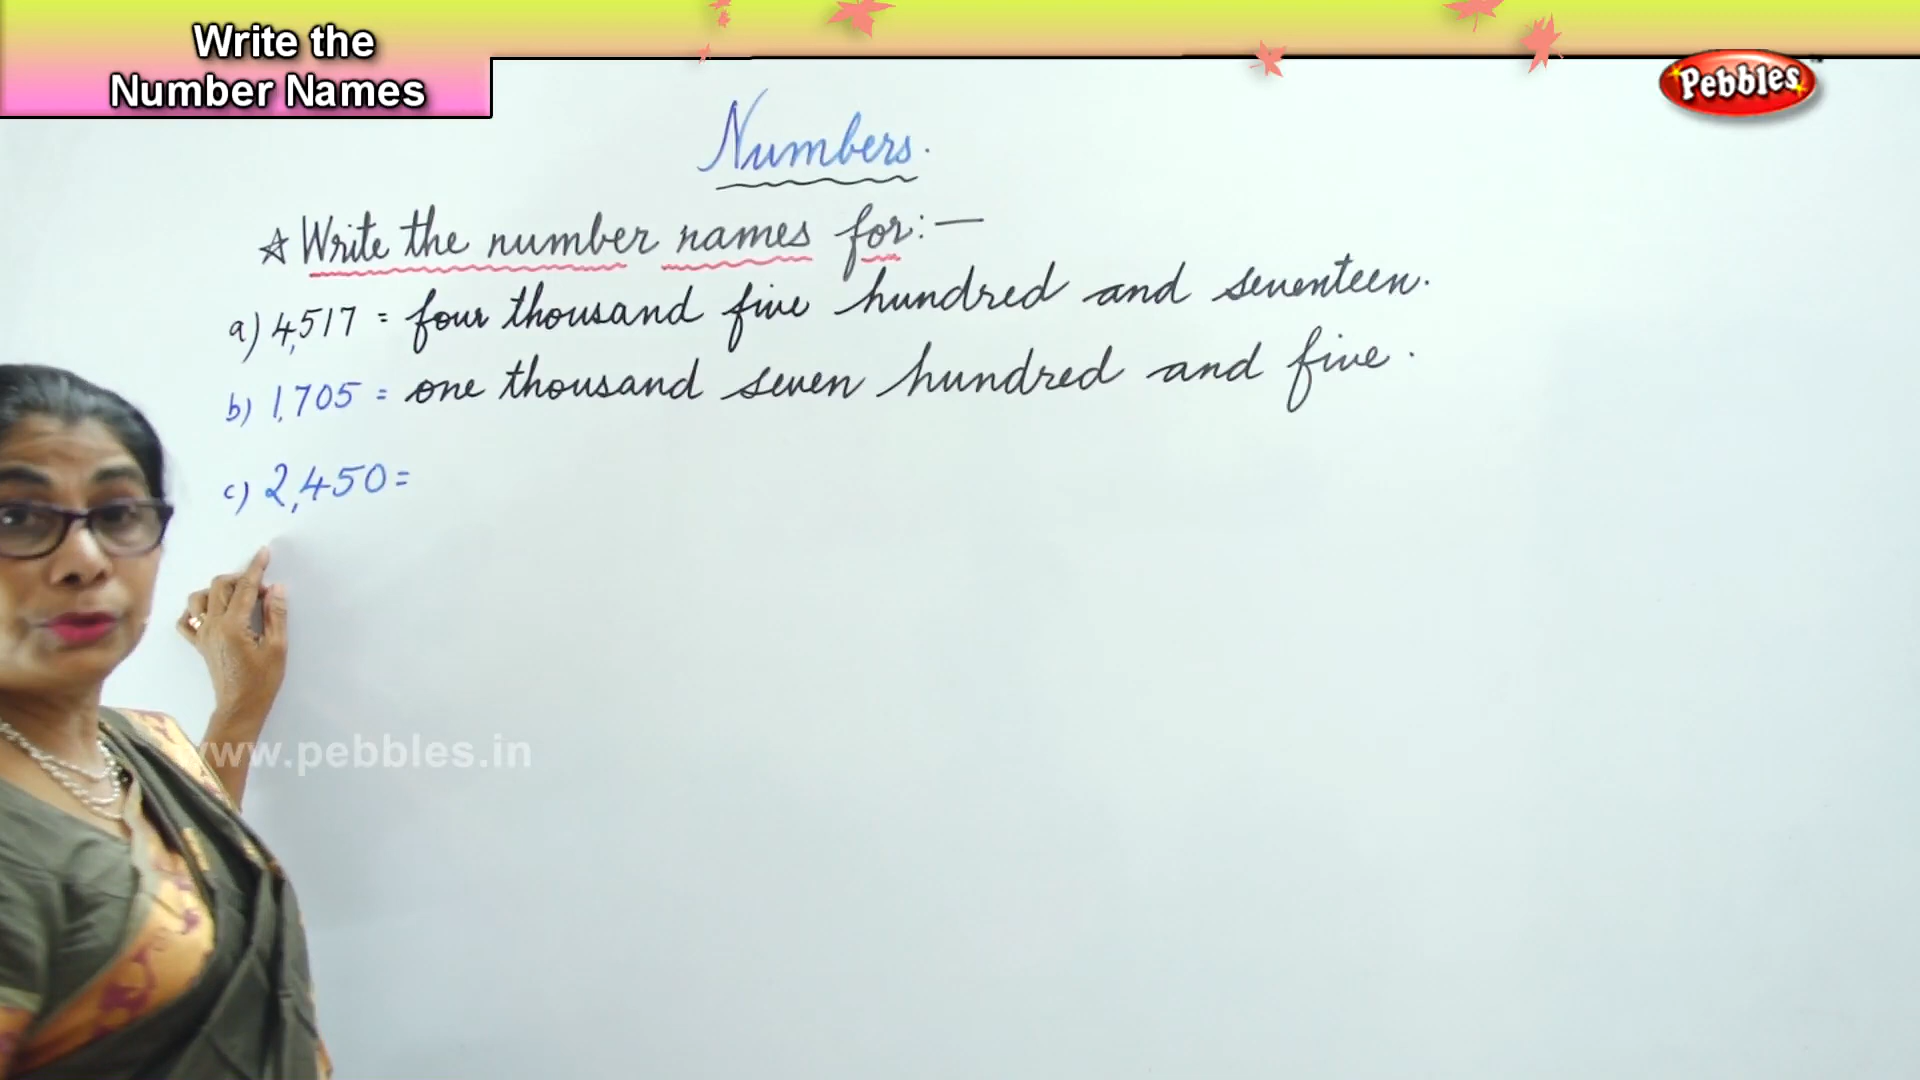 Write the
Number Names
Pebbles
Numbers.
☆ Write the number names for:—
a) 4,517 = four thousand five hundred and seventeen.
b) 1,705 = one thousand seven hundred and five.
c) 2,450 =
www.pebbles.in